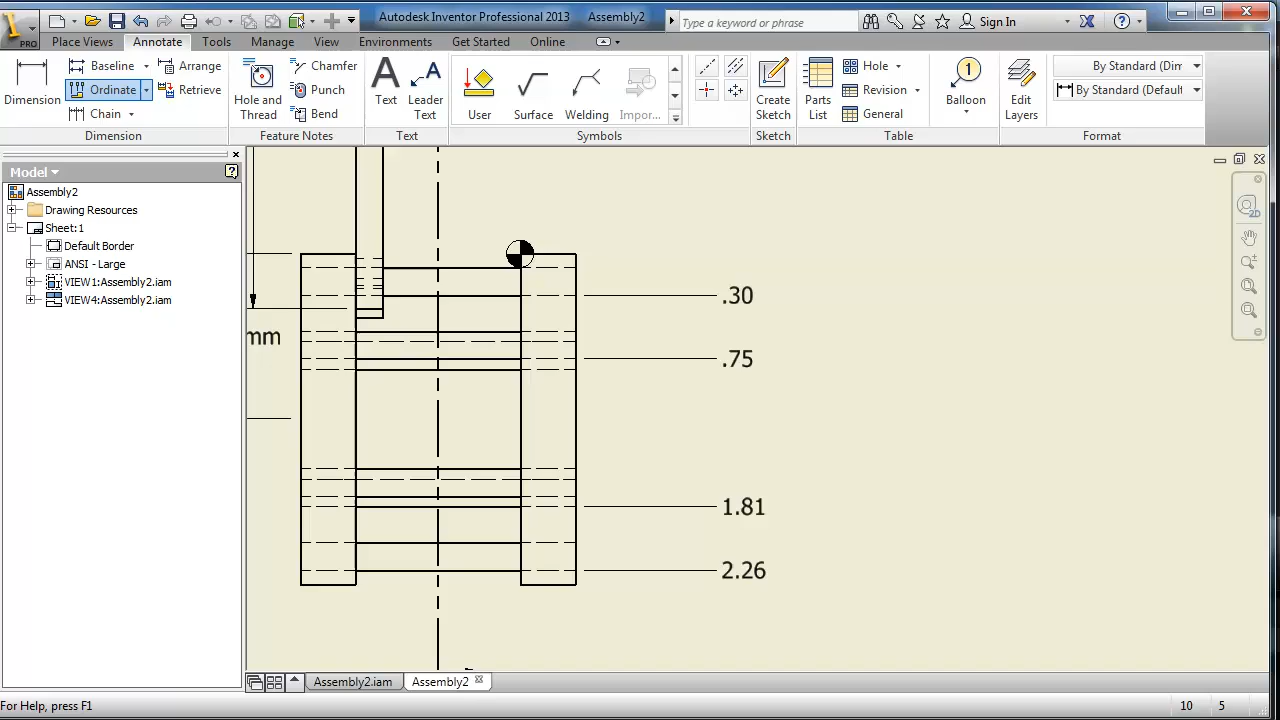 Autodesk Inventor Professional 2013 Assembly2
Type a keyword or phrase
Sign In
PRO
Place Views Annotate Tools Manage View Environments Get Started Online
Dimension
Baseline
Ordinate
Chain
Arrange
Retrieve
Dimension
Hole and Thread
Chamfer
Punch
Bend
Feature Notes
Text
Leader Text
Text
User
Surface
Welding
Impor...
Symbols
Create Sketch
Sketch
Parts List
Hole
Revision
General
Table
Balloon
Edit Layers
By Standard (Dim
By Standard (Default
Format
Model
Assembly2
Drawing Resources
Sheet:1
Default Border
ANSI - Large
VIEW1:Assembly2.iam
VIEW4:Assembly2.iam
2D
.30
mm
.75
1.81
2.26
Assembly2.iam Assembly2
For Help, press F1
10 5